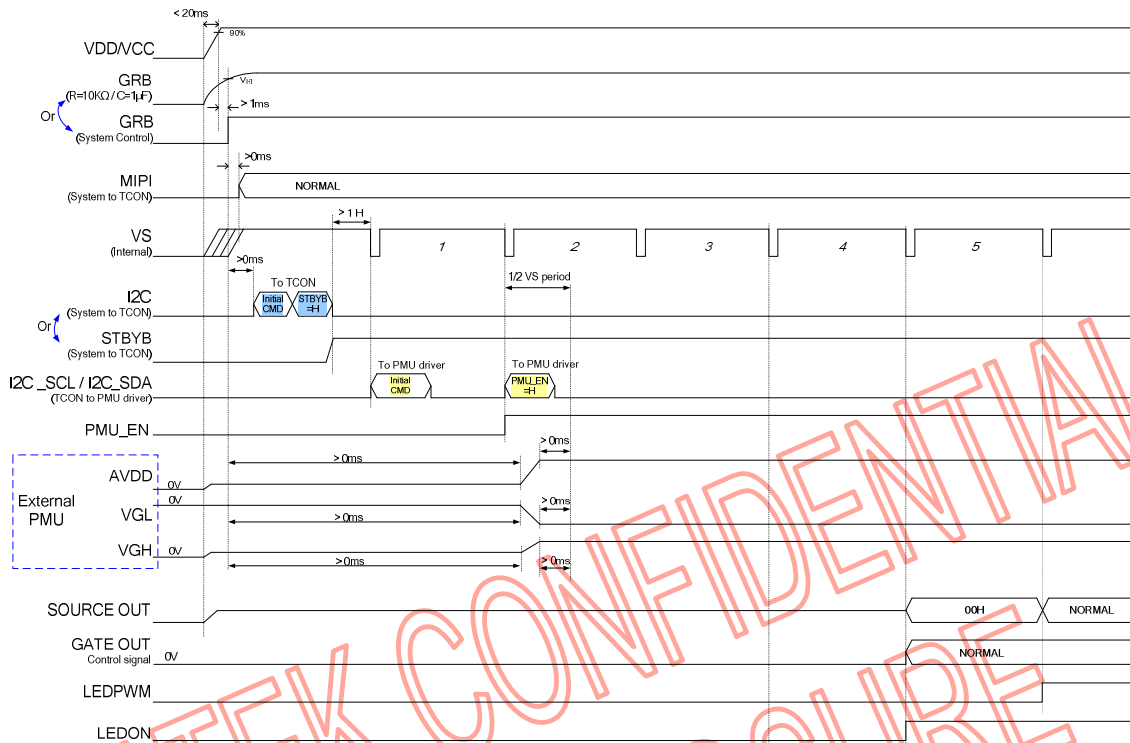 < 20ms
VDD/VCC
90%
GRB
(R=10KΩ / C=1µF)
VIH1
Or
> 1ms
GRB
(System Control)
>0ms
MIPI
(System to TCON)
NORMAL
> 1 H
VS
(Internal)
1
2
3
4
5
>0ms
1/2 VS period
To TCON
I2C
(System to TCON)
Initial
CMD
STBYB
=H
Or
STBYB
(System to TCON)
To PMU driver
To PMU driver
I2C _SCL / I2C_SDA
(TCON to PMU driver)
Initial
CMD
PMU_EN
=H
PMU_EN
> 0ms
> 0ms
AVDD
0V
0V
External
PMU
VGL
> 0ms
> 0ms
VGH
0V
> 0ms
> 0ms
SOURCE OUT
00H
NORMAL
GATE OUT
Control signal
0V
NORMAL
LEDPWM
LEDON
TEK CONFIDENTIAL